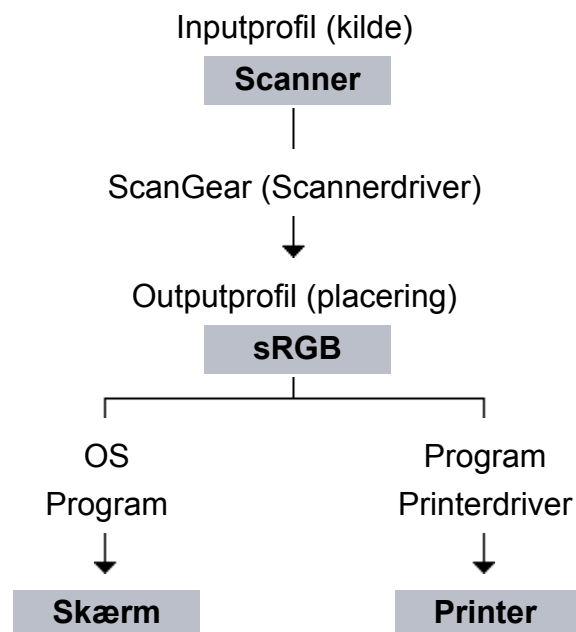 Inputprofil (kilde)
Scanner
ScanGear (Scannerdriver)
Outputprofil (placering)
sRGB
OS
Program
Skærm
Program
Printerdriver
Printer